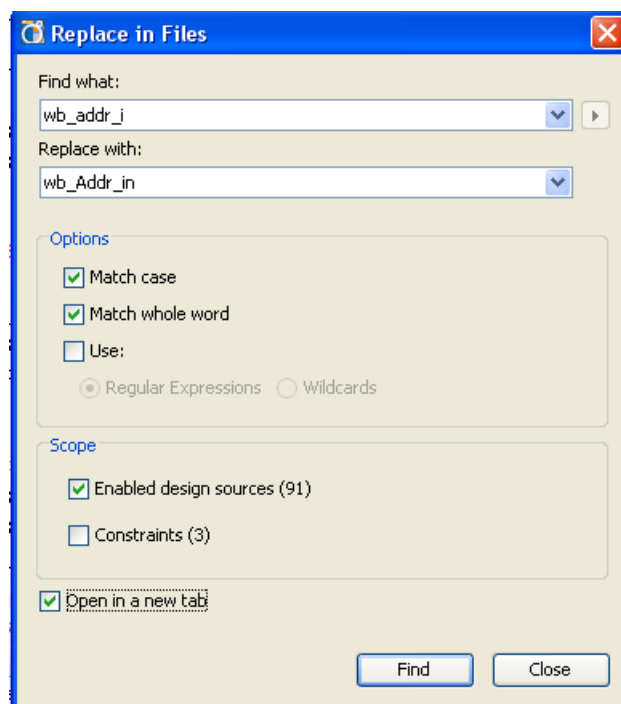 Replace in Files
Find what:
wb_addr_i
Replace with:
wb_Addr_in
Options
Match case
Match whole word
Use:
Regular Expressions Wildcards
Scope
Enabled design sources (91)
Constraints (3)
Open in a new tab
Find Close